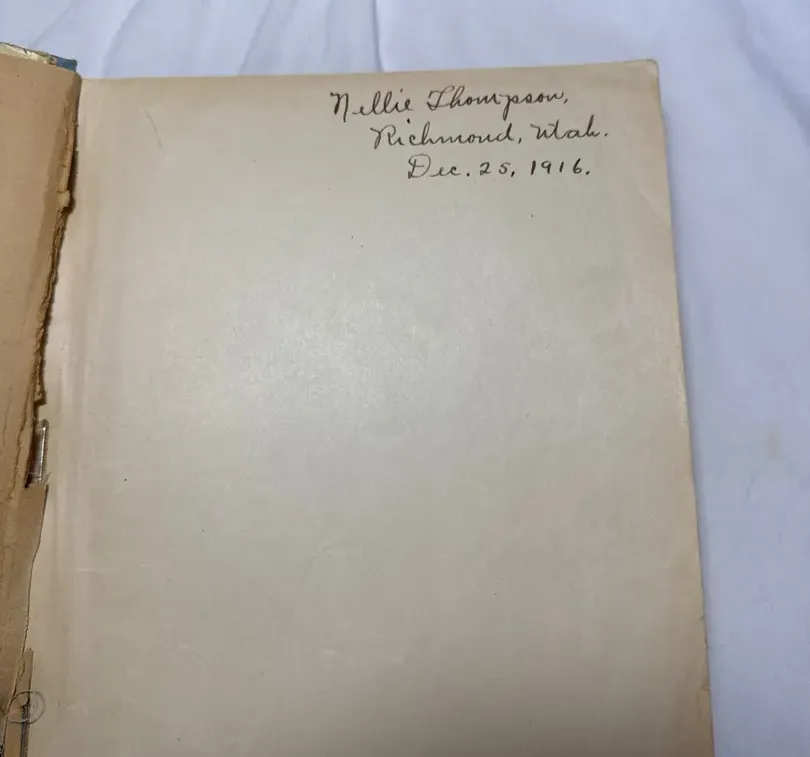 Nellie Thompson,
Richmond, Utah.
Dec. 25, 1916.